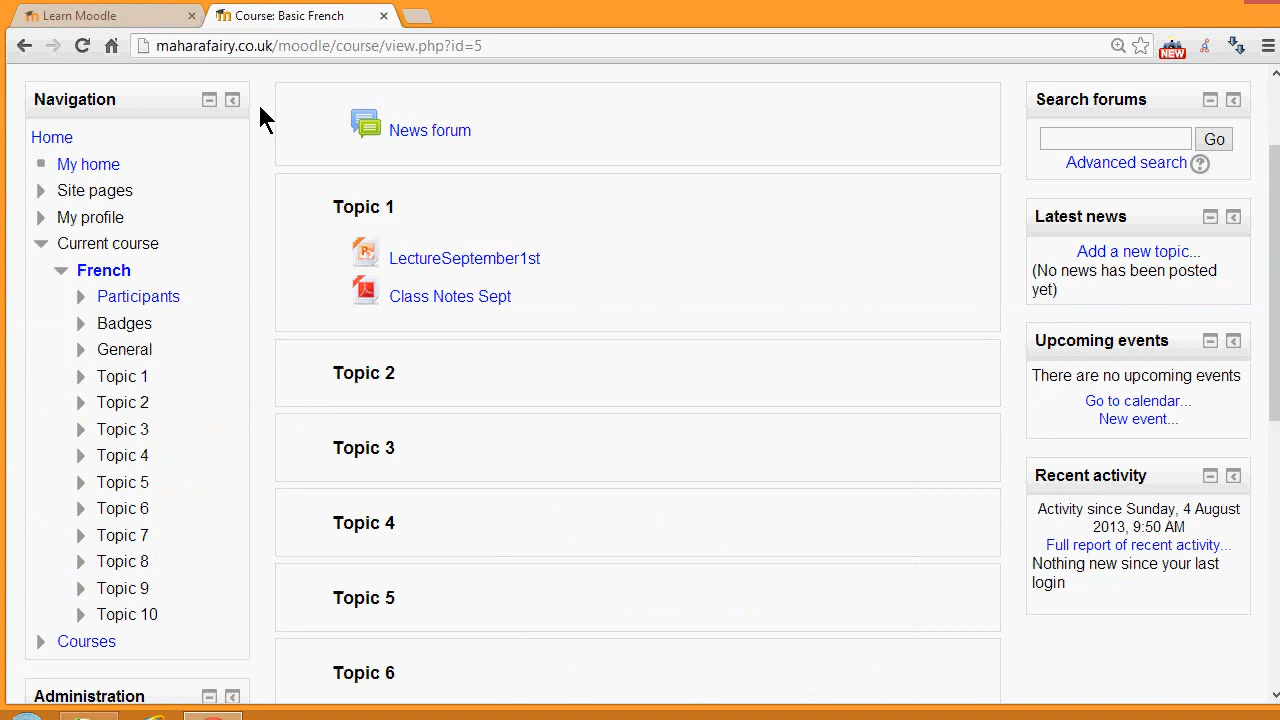 Learn Moodle
Course: Basic French
maharafairy.co.uk/moodle/course/view.php?id=5
NEW
Navigation
Home
My home
Site pages
My profile
Current course
French
Participants
Badges
General
Topic 1
Topic 2
Topic 3
Topic 4
Topic 5
Topic 6
Topic 7
Topic 8
Topic 9
Topic 10
Courses
Administration
News forum
Topic 1
LectureSeptember1st
Class Notes Sept
Topic 2
Topic 3
Topic 4
Topic 5
Topic 6
Search forums
Go
Advanced search ?
Latest news
Add a new topic...
(No news has been posted
yet)
Upcoming events
There are no upcoming events
Go to calendar...
New event...
Recent activity
Activity since Sunday, 4 August
2013, 9:50 AM
Full report of recent activity...
Nothing new since your last
login